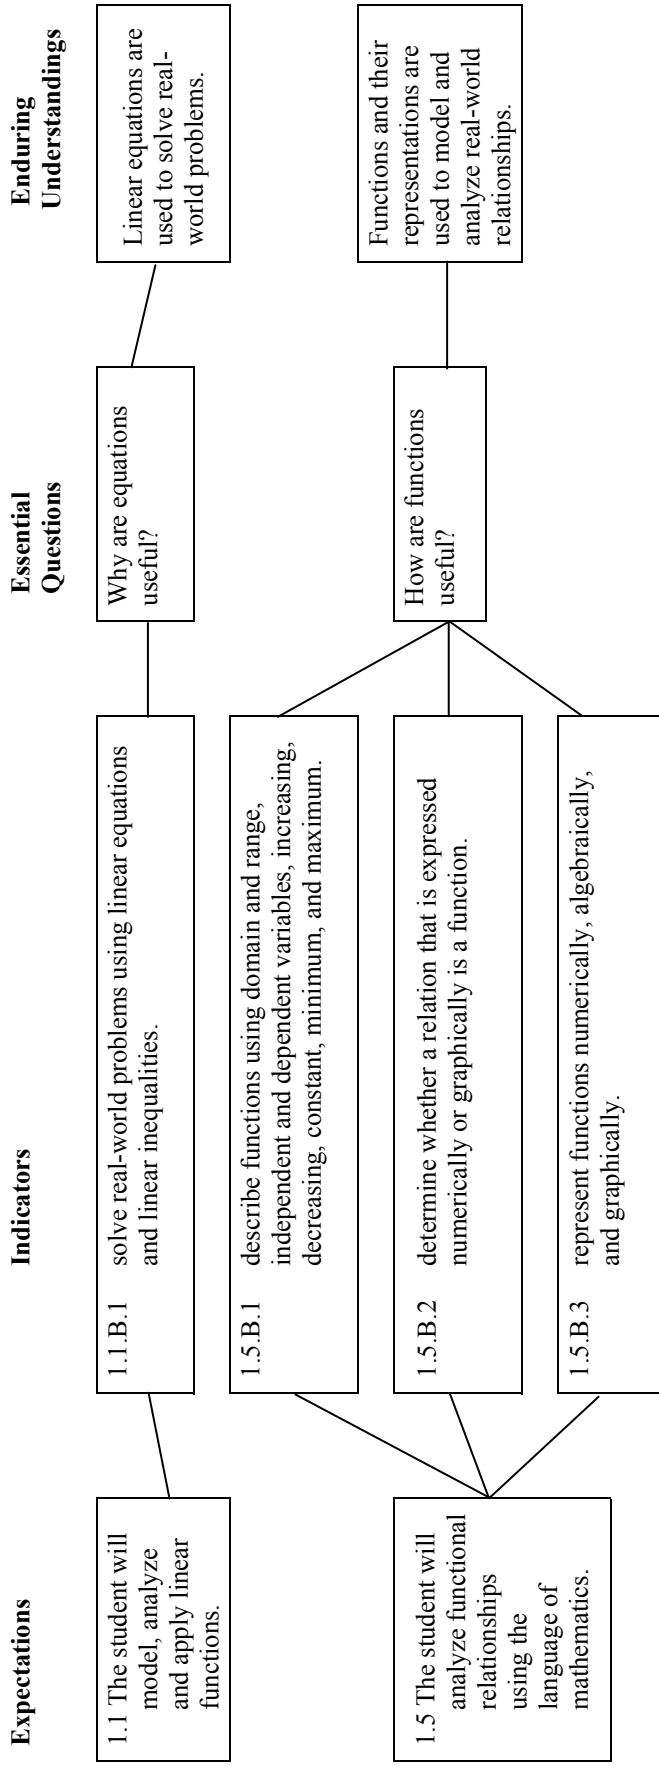 Expectations
Indicators
Essential
Questions
Enduring
Understandings
1.1 The student will
model, analyze
and apply linear
functions.
1.1.B.1 solve real-world problems using linear equations
and linear inequalities.
Why are equations
useful?
Linear equations are
used to solve real-
world problems.
1.5 The student will
analyze functional
relationships
using the
language of
mathematics.
1.5.B.1 describe functions using domain and range,
independent and dependent variables, increasing,
decreasing, constant, minimum, and maximum.
1.5.B.2 determine whether a relation that is expressed
numerically or graphically is a function.
1.5.B.3 represent functions numerically, algebraically,
and graphically.
How are functions
useful?
Functions and their
representations are
used to model and
analyze real-world
relationships.